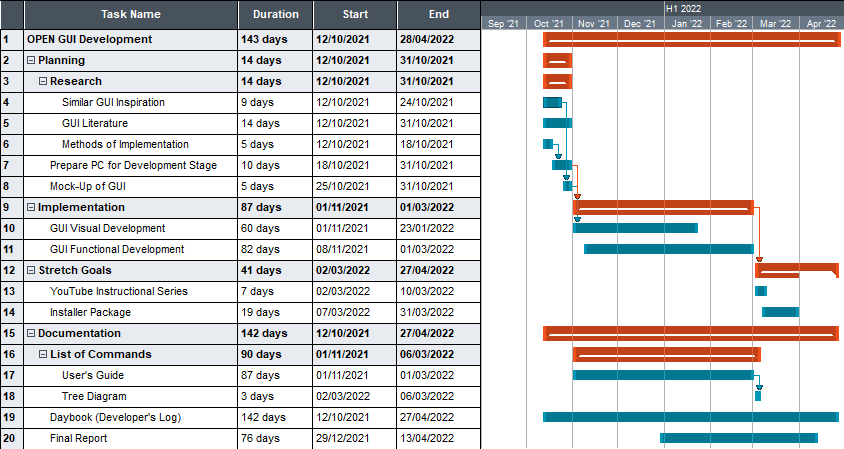 Task Name Duration Start End H1 2022
Sep '21 Oct '21 Nov '21 Dec '21 Jan '22 Feb '22 Mar '22 Apr '22
1 OPEN GUI Development 143 days 12/10/2021 28/04/2022
2 Planning 14 days 12/10/2021 31/10/2021
3 Research 14 days 12/10/2021 31/10/2021
4 Similar GUI Inspiration 9 days 12/10/2021 24/10/2021
5 GUI Literature 14 days 12/10/2021 31/10/2021
6 Methods of Implementation 5 days 12/10/2021 18/10/2021
7 Prepare PC for Development Stage 10 days 18/10/2021 31/10/2021
8 Mock-Up of GUI 5 days 25/10/2021 31/10/2021
9 Implementation 87 days 01/11/2021 01/03/2022
10 GUI Visual Development 60 days 01/11/2021 23/01/2022
11 GUI Functional Development 82 days 08/11/2021 01/03/2022
12 Stretch Goals 41 days 02/03/2022 27/04/2022
13 YouTube Instructional Series 7 days 02/03/2022 10/03/2022
14 Installer Package 19 days 07/03/2022 31/03/2022
15 Documentation 142 days 12/10/2021 27/04/2022
16 List of Commands 90 days 01/11/2021 06/03/2022
17 User's Guide 87 days 01/11/2021 01/03/2022
18 Tree Diagram 3 days 02/03/2022 06/03/2022
19 Daybook (Developer's Log) 142 days 12/10/2021 27/04/2022
20 Final Report 76 days 29/12/2021 13/04/2022